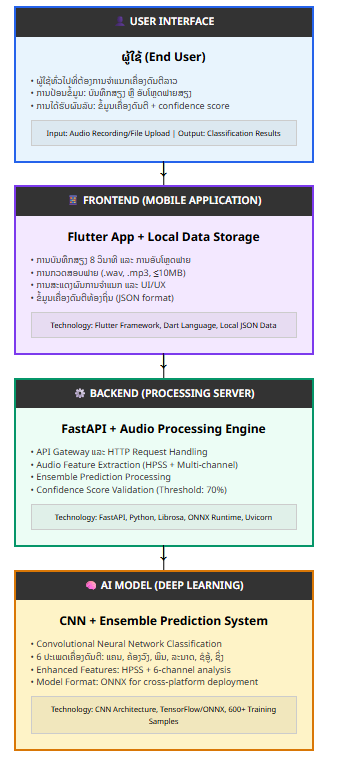 👤 USER INTERFACE
ຜູ້ໃຊ້ (End User)
• ຜູ້ໃຊ້ທົ່ວໄປທີ່ຕ້ອງການຈຳແນກເຄື່ອງດົນຕີລາວ
• ການປ້ອນຂໍ້ມູນ: ບັນທຶກສຽງ ຫຼື ອັບໂຫຼດຟາຍສຽງ
• ການໄດ້ຮັບຜົນລັບ: ຂໍ້ມູນເຄື່ອງດົນຕີ + confidence score
Input: Audio Recording/File Upload | Output: Classification Results
↓
📱 FRONTEND (MOBILE APPLICATION)
Flutter App + Local Data Storage
• ການບັນທຶກສຽງ 8 ວິນາທີ ແລະ ການອັບໂຫຼດຟາຍ
• ການກວດສອບຟາຍ (.wav, .mp3, ≤10MB)
• ການສະແດງຜົນການຈຳແນກ ແລະ UI/UX
• ຂໍ້ມູນເຄື່ອງດົນຕີທ້ອງຖິ່ນ (JSON format)
Technology: Flutter Framework, Dart Language, Local JSON Data
↓
⚙️ BACKEND (PROCESSING SERVER)
FastAPI + Audio Processing Engine
• API Gateway ແລະ HTTP Request Handling
• Audio Feature Extraction (HPSS + Multi-channel)
• Ensemble Prediction Processing
• Confidence Score Validation (Threshold: 70%)
Technology: FastAPI, Python, Librosa, ONNX Runtime, Uvicorn
↓
🧠 AI MODEL (DEEP LEARNING)
CNN + Ensemble Prediction System
• Convolutional Neural Network Classification
• 6 ປະເພດເຄື່ອງດົນຕີ: ແຄນ, ຄ້ອງວົງ, ພິນ, ລະນາດ, ຊໍອູ້, ຊິ່ງ
• Enhanced Features: HPSS + 6-channel analysis
• Model Format: ONNX for cross-platform deployment
Technology: CNN Architecture, TensorFlow/ONNX, 600+ Training
Samples